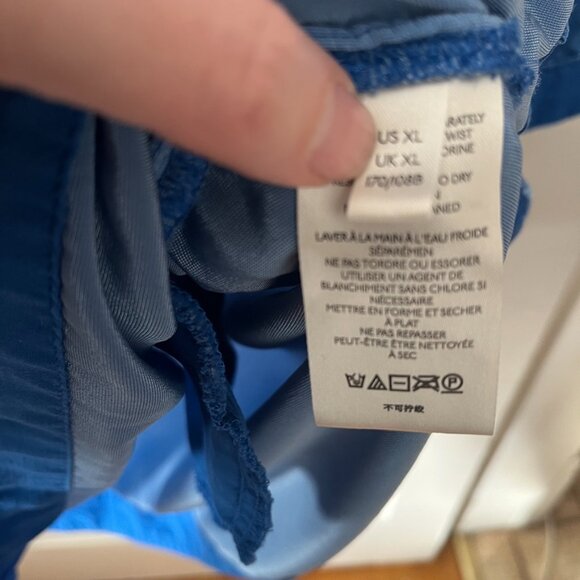 US XL
UK XL
170/108B
RATELY
WIST
ORINE
O DRY
NED
LAVER À LA MAIN À L'EAU FROIDE
SÉPARÉMEN
NE PAS TORDRE OU ESSORER
UTILISER UN AGENT DE
BLANCHIMENT SANS CHLORE SI
NÉCESSAIRE
METTRE EN FORME ET SECHER
À PLAT
NE PAS REPASSER
PEUT-ÊTRE ÊTRE NETTOYÉE
À SEC
不可拧绞